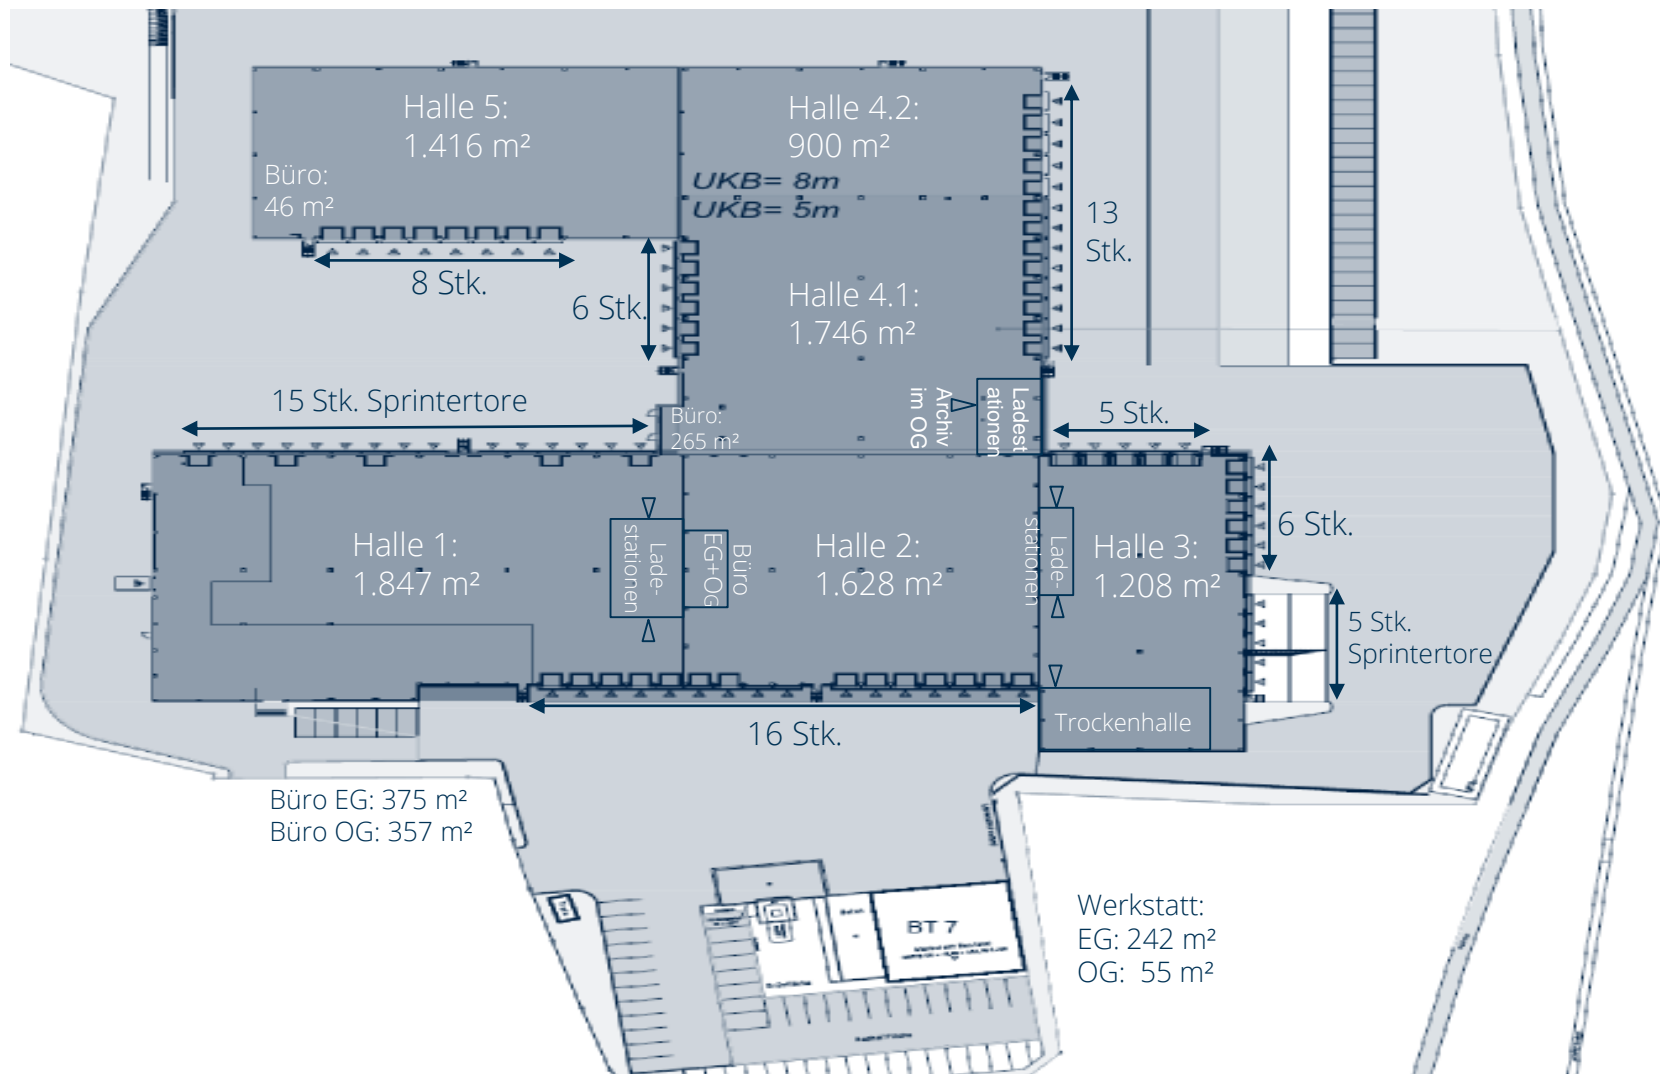 Halle 5:
1.416 m²
Büro:
46 m²
8 Stk.
6 Stk.
Halle 4.2:
900 m²
UKB= 8m
UKB= 5m
13
Stk.
Halle 4.1:
1.746 m²
15 Stk. Sprintertore
Büro:
265 m²
Archiv
im OG
Ladest
ationen
5 Stk.
6 Stk.
Halle 1:
1.847 m²
Lade-
stationen
Büro
EG+OG
Halle 2:
1.628 m²
Lade-
stationen
Halle 3:
1.208 m²
5 Stk.
Sprintertore
16 Stk.
Trockenhalle
Büro EG: 375 m²
Büro OG: 357 m²
BT 7
Werkstatt:
EG: 242 m²
OG: 55 m²